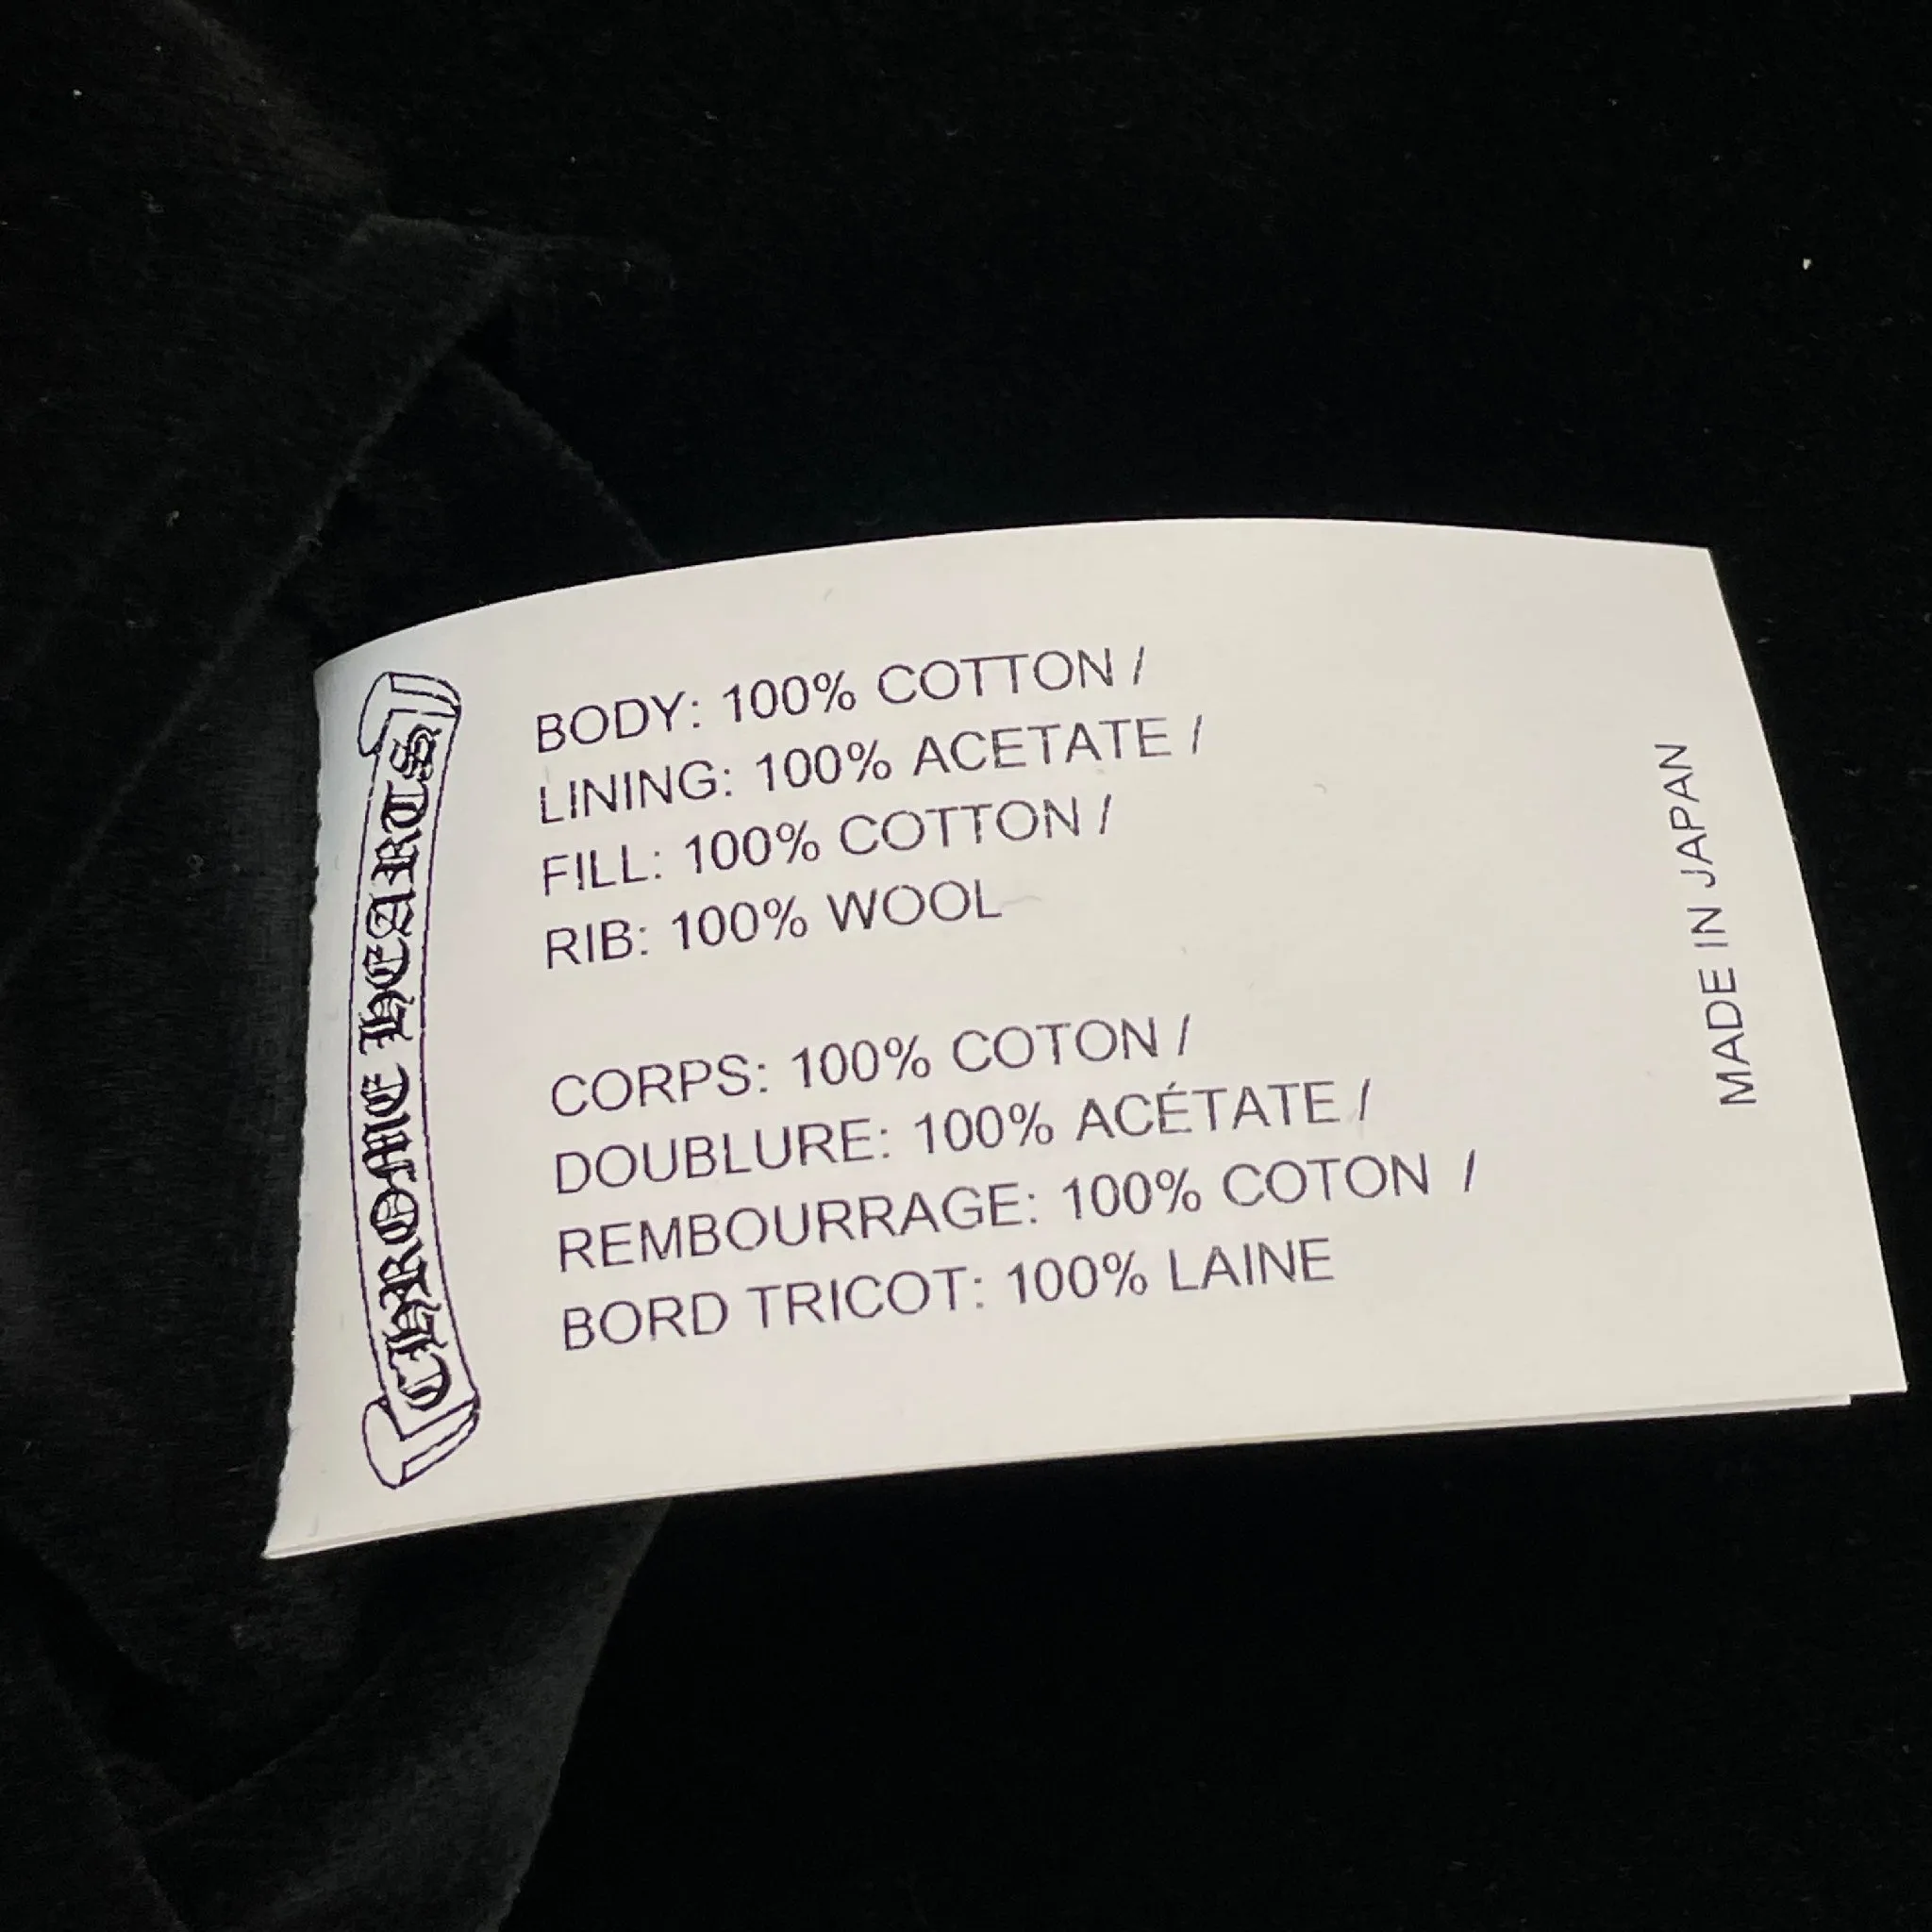 CHROME HEARTS
BODY: 100% COTTON /
LINING: 100% ACETATE /
FILL: 100% COTTON /
RIB: 100% WOOL
CORPS: 100% COTON /
DOUBLURE: 100% ACÉTATE /
REMBOURRAGE: 100% COTON /
BORD TRICOT: 100% LAINE
MADE IN JAPAN